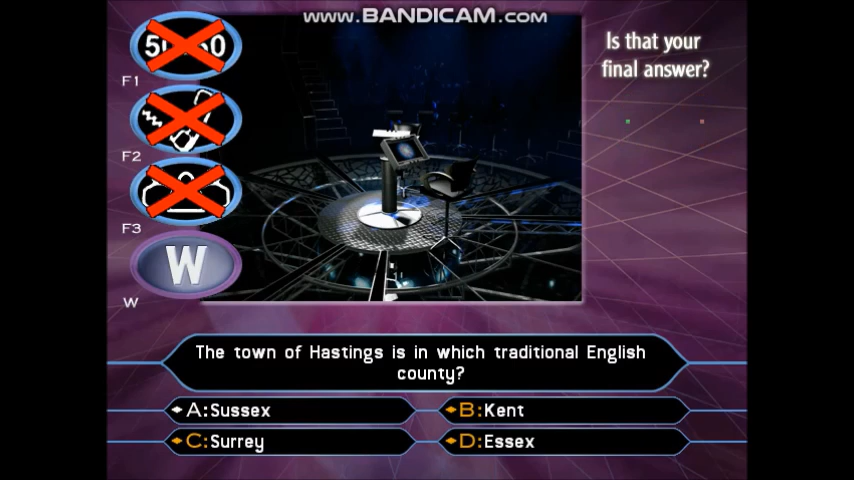 www.BANDICAM.com
Is that your
final answer?
F1
F2
F3
W
W
The town of Hastings is in which traditional English
county?
A:Sussex
B:Kent
C:Surrey
D:Essex